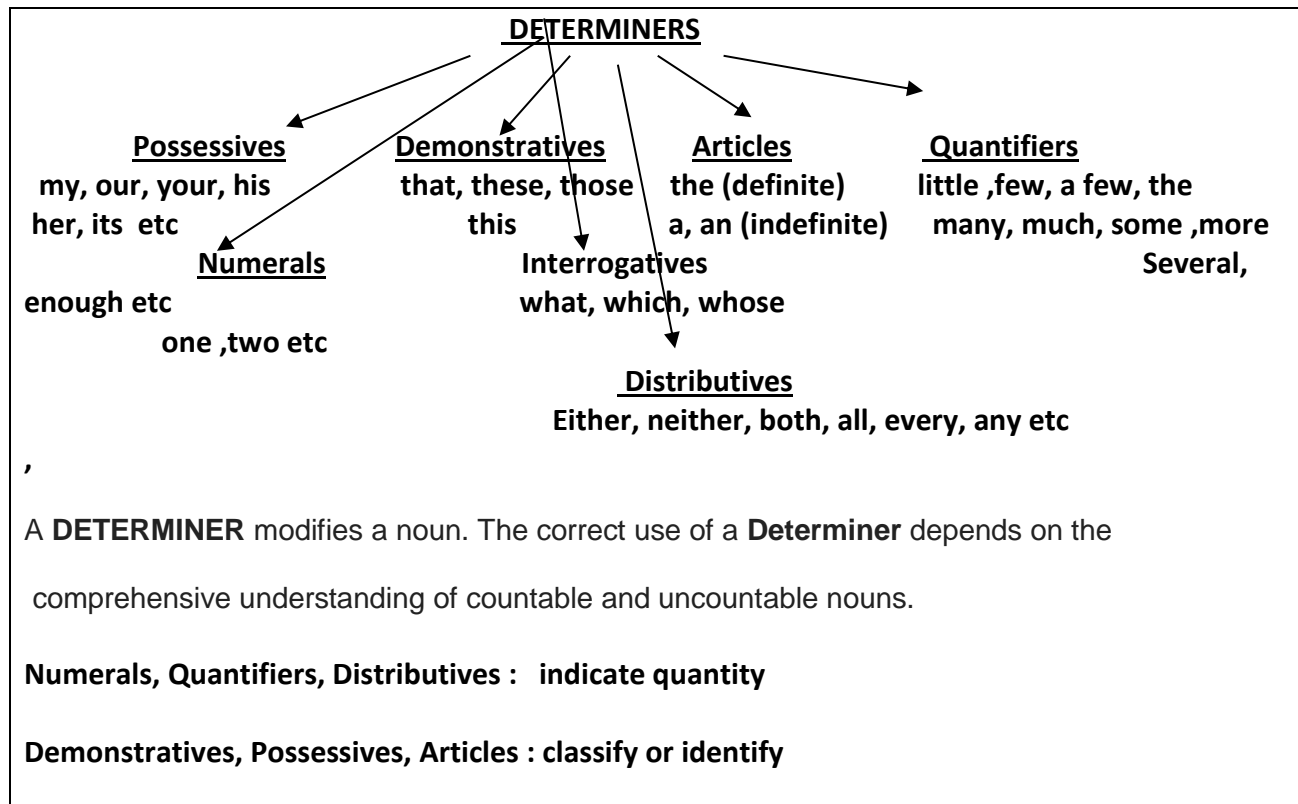 DETERMINERS
Possessives Demonstratives Articles Quantifiers
my, our, your, his that, these, those the (definite) little ,few, a few, the
her, its etc this a, an (indefinite) many, much, some ,more
Numerals Interrogatives Several,
enough etc what, which, whose
one ,two etc
Distributives
Either, neither, both, all, every, any etc
,
A DETERMINER modifies a noun. The correct use of a Determiner depends on the
comprehensive understanding of countable and uncountable nouns.
Numerals, Quantifiers, Distributives : indicate quantity
Demonstratives, Possessives, Articles : classify or identify